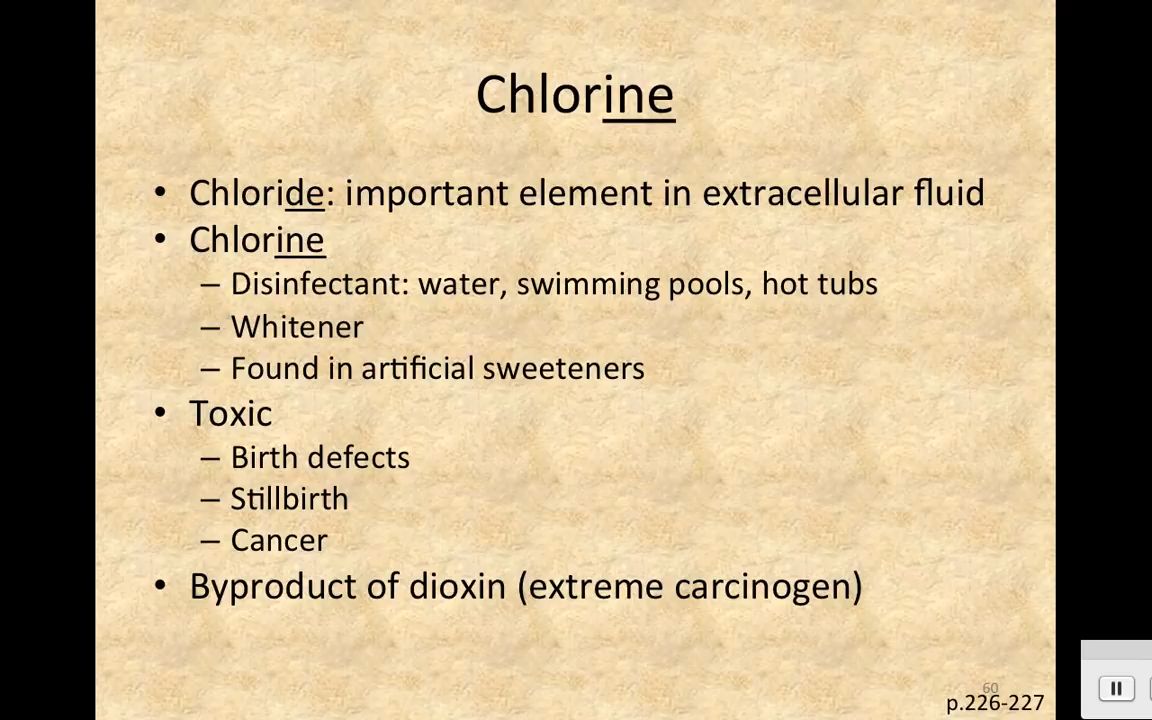 Chlorine
• Chloride: important element in extracellular fluid
• Chlorine
– Disinfectant: water, swimming pools, hot tubs
– Whitener
– Found in artificial sweeteners
• Toxic
– Birth defects
– Stillbirth
– Cancer
• Byproduct of dioxin (extreme carcinogen)
60
p.226-227